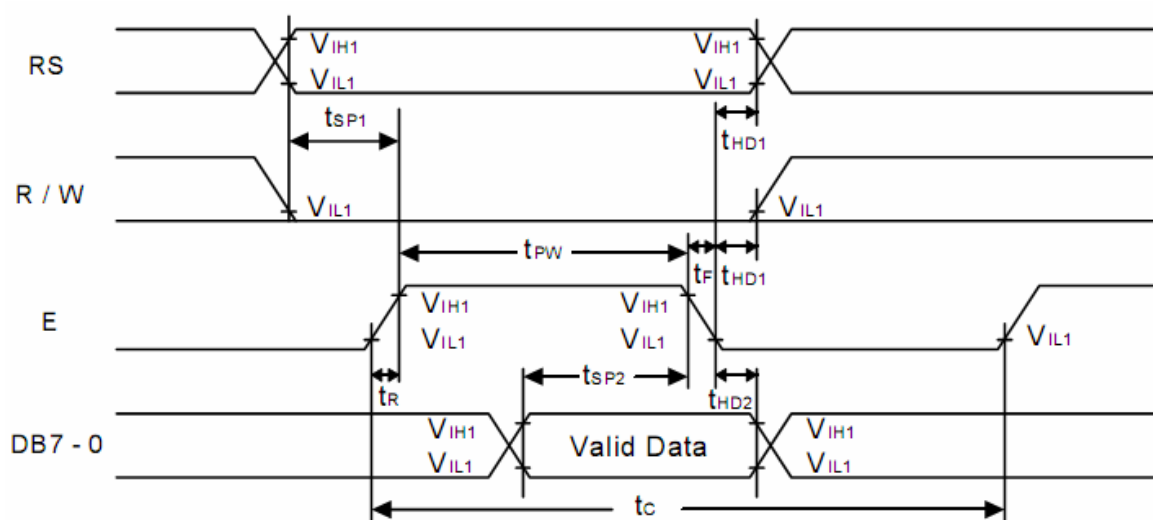 RS
VIH1
VIH1
VIL1
VIL1
tSP1
tHD1
R / W
VIL1
VIL1
tPW
tF
tHD1
E
VIH1
VIH1
VIL1
VIL1
VIL1
tSP2
tR
tHD2
DB7 - 0
VIH1
Valid Data
VIH1
VIL1
VIL1
tC